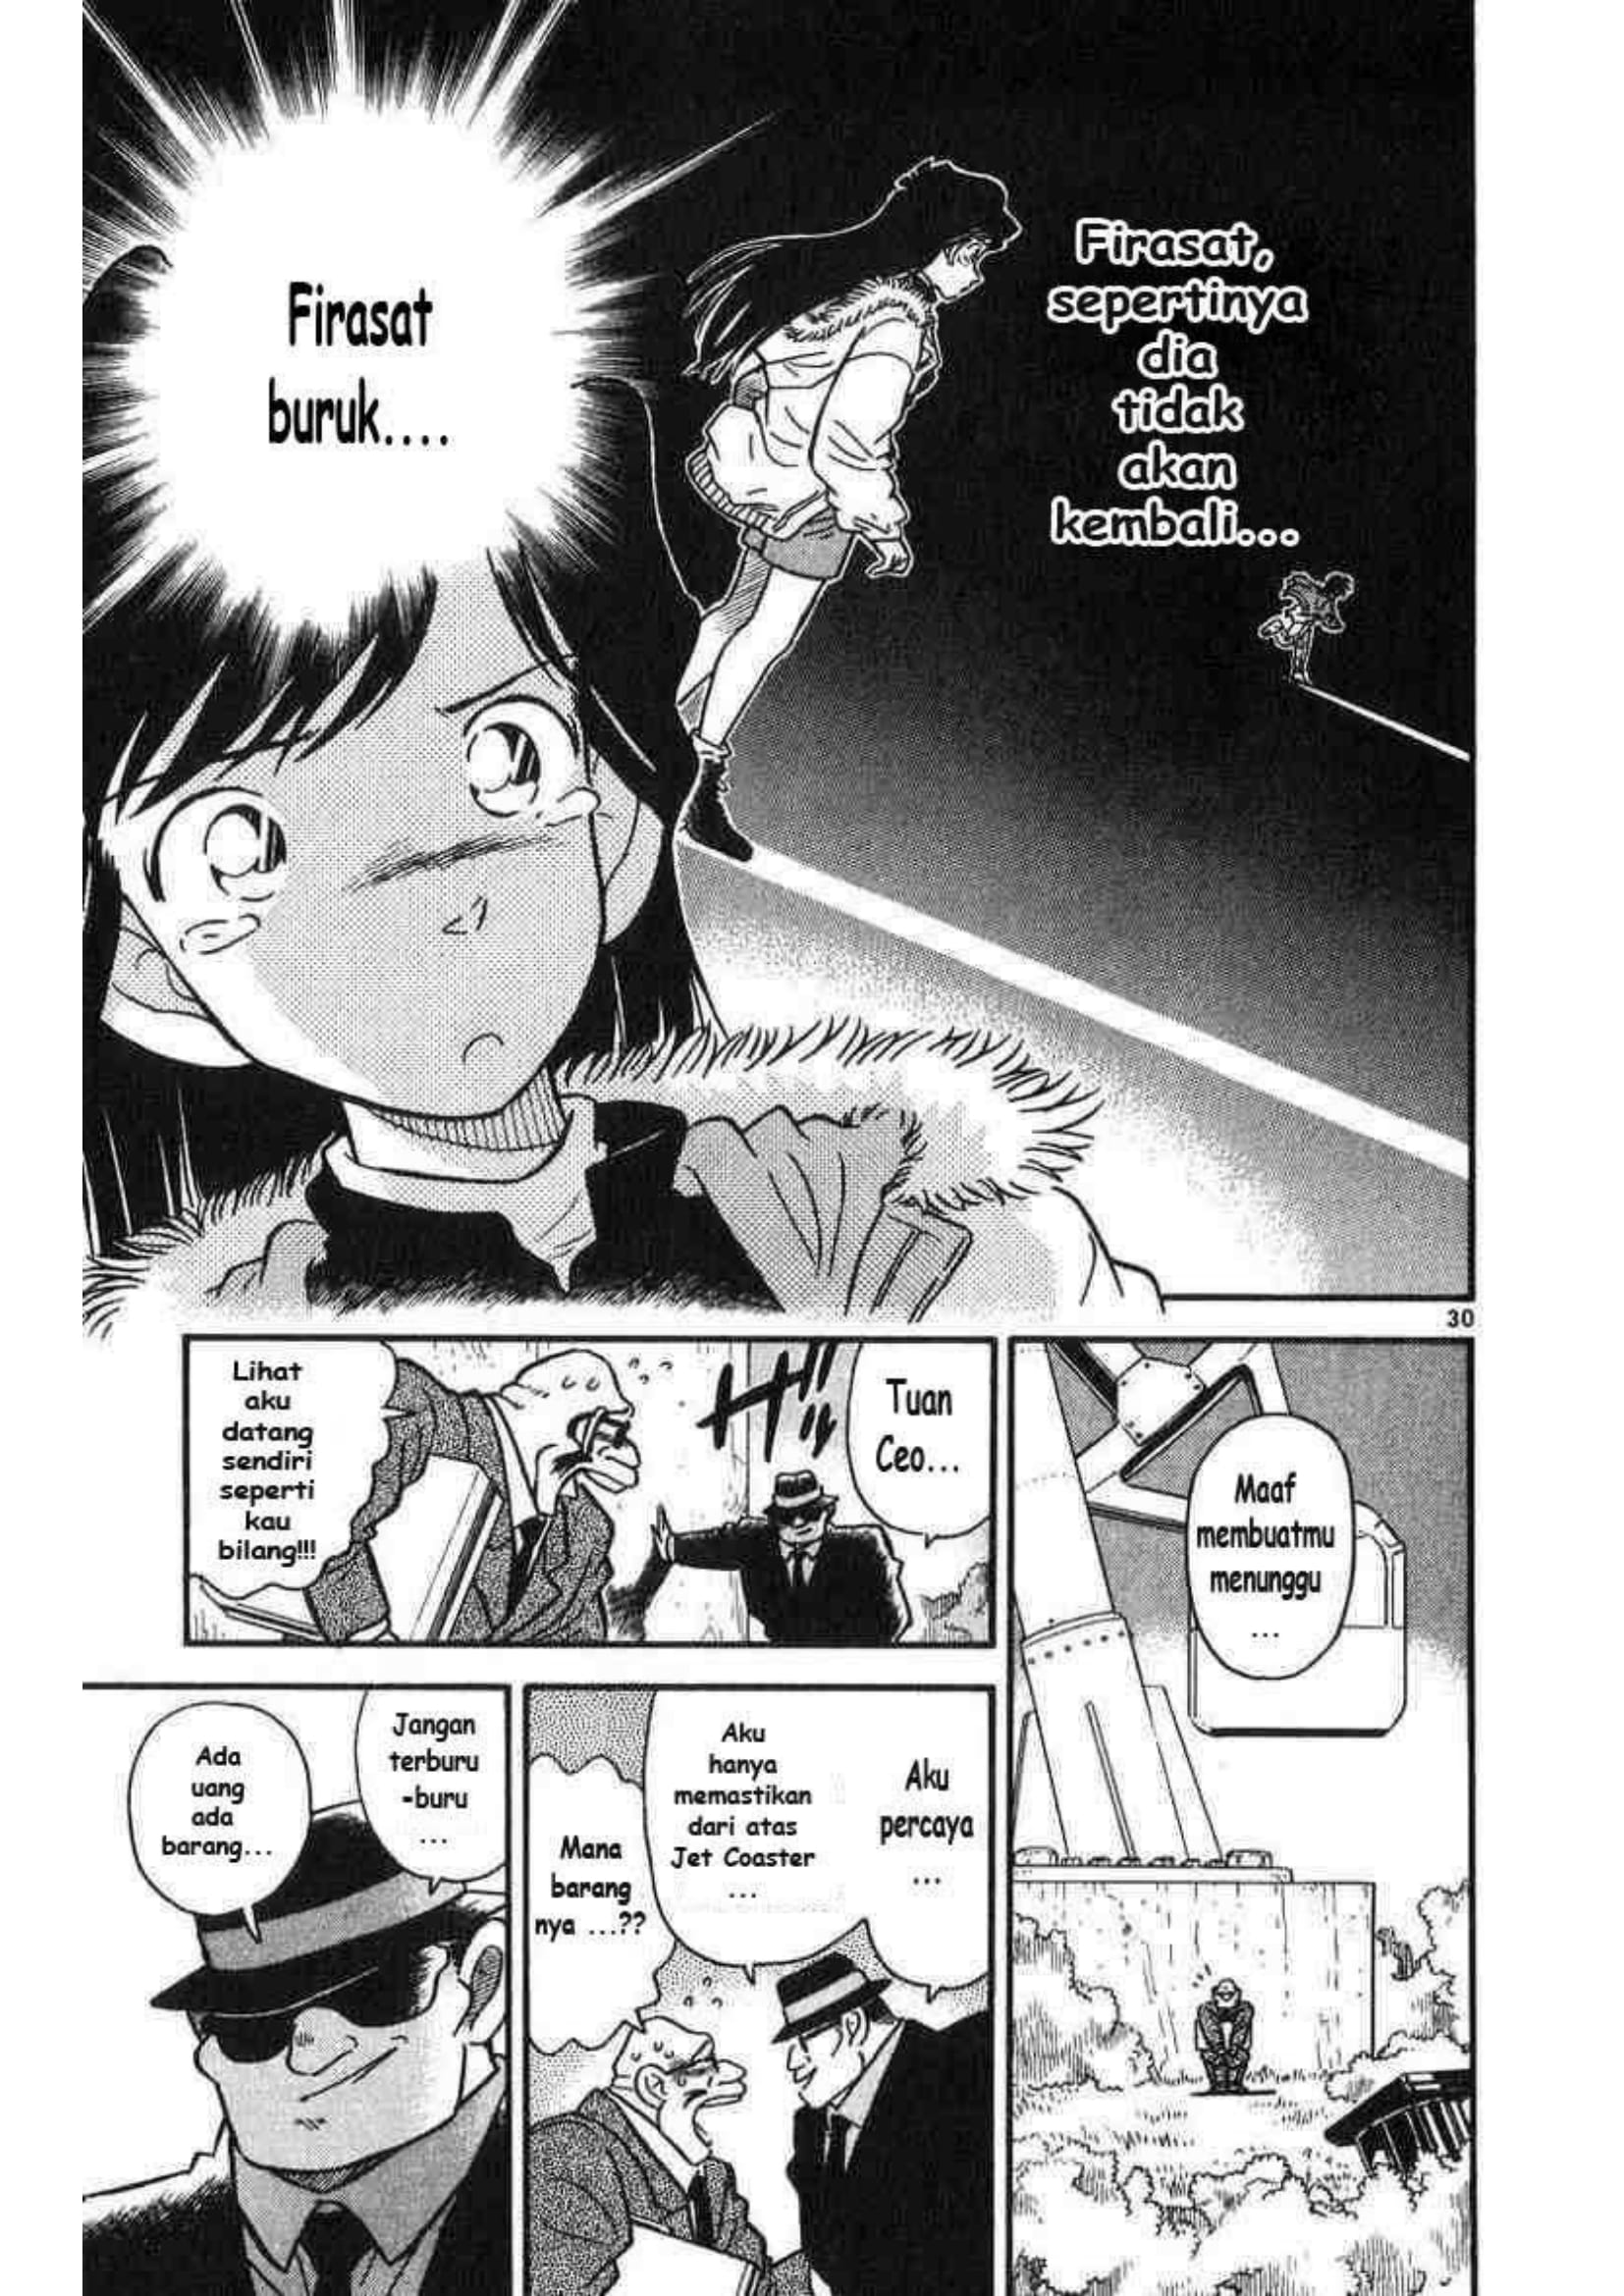 Firasat,
sepertinya
dia
tidak
akan
kembali...
Firasat
buruk....
30
Maaf
membuatmu
menunggu
...
Tuan
Ceo...
ザッ!!
Lihat
aku
datang
sendiri
seperti
kau
bilang!!!
Aku
percaya
...
Aku
hanya
memastikan
dari atas
Jet Coaster
...
Mana
barang
nya ...??
Jangan
terburu
-buru
...
Ada
uang
ada
barang...